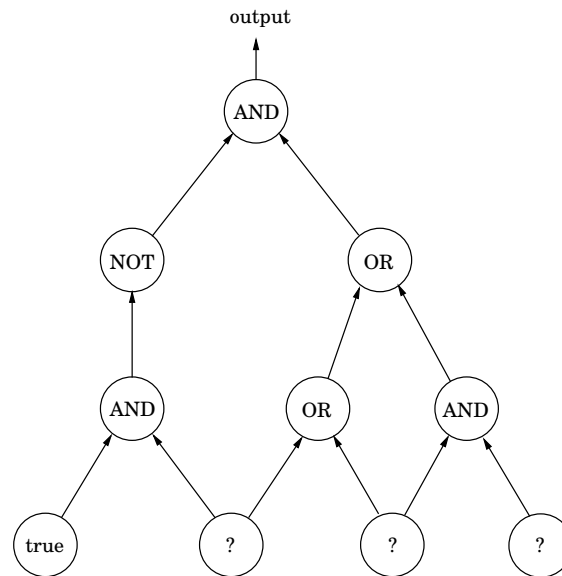 output
AND
NOT OR
AND OR AND
true ? ? ?